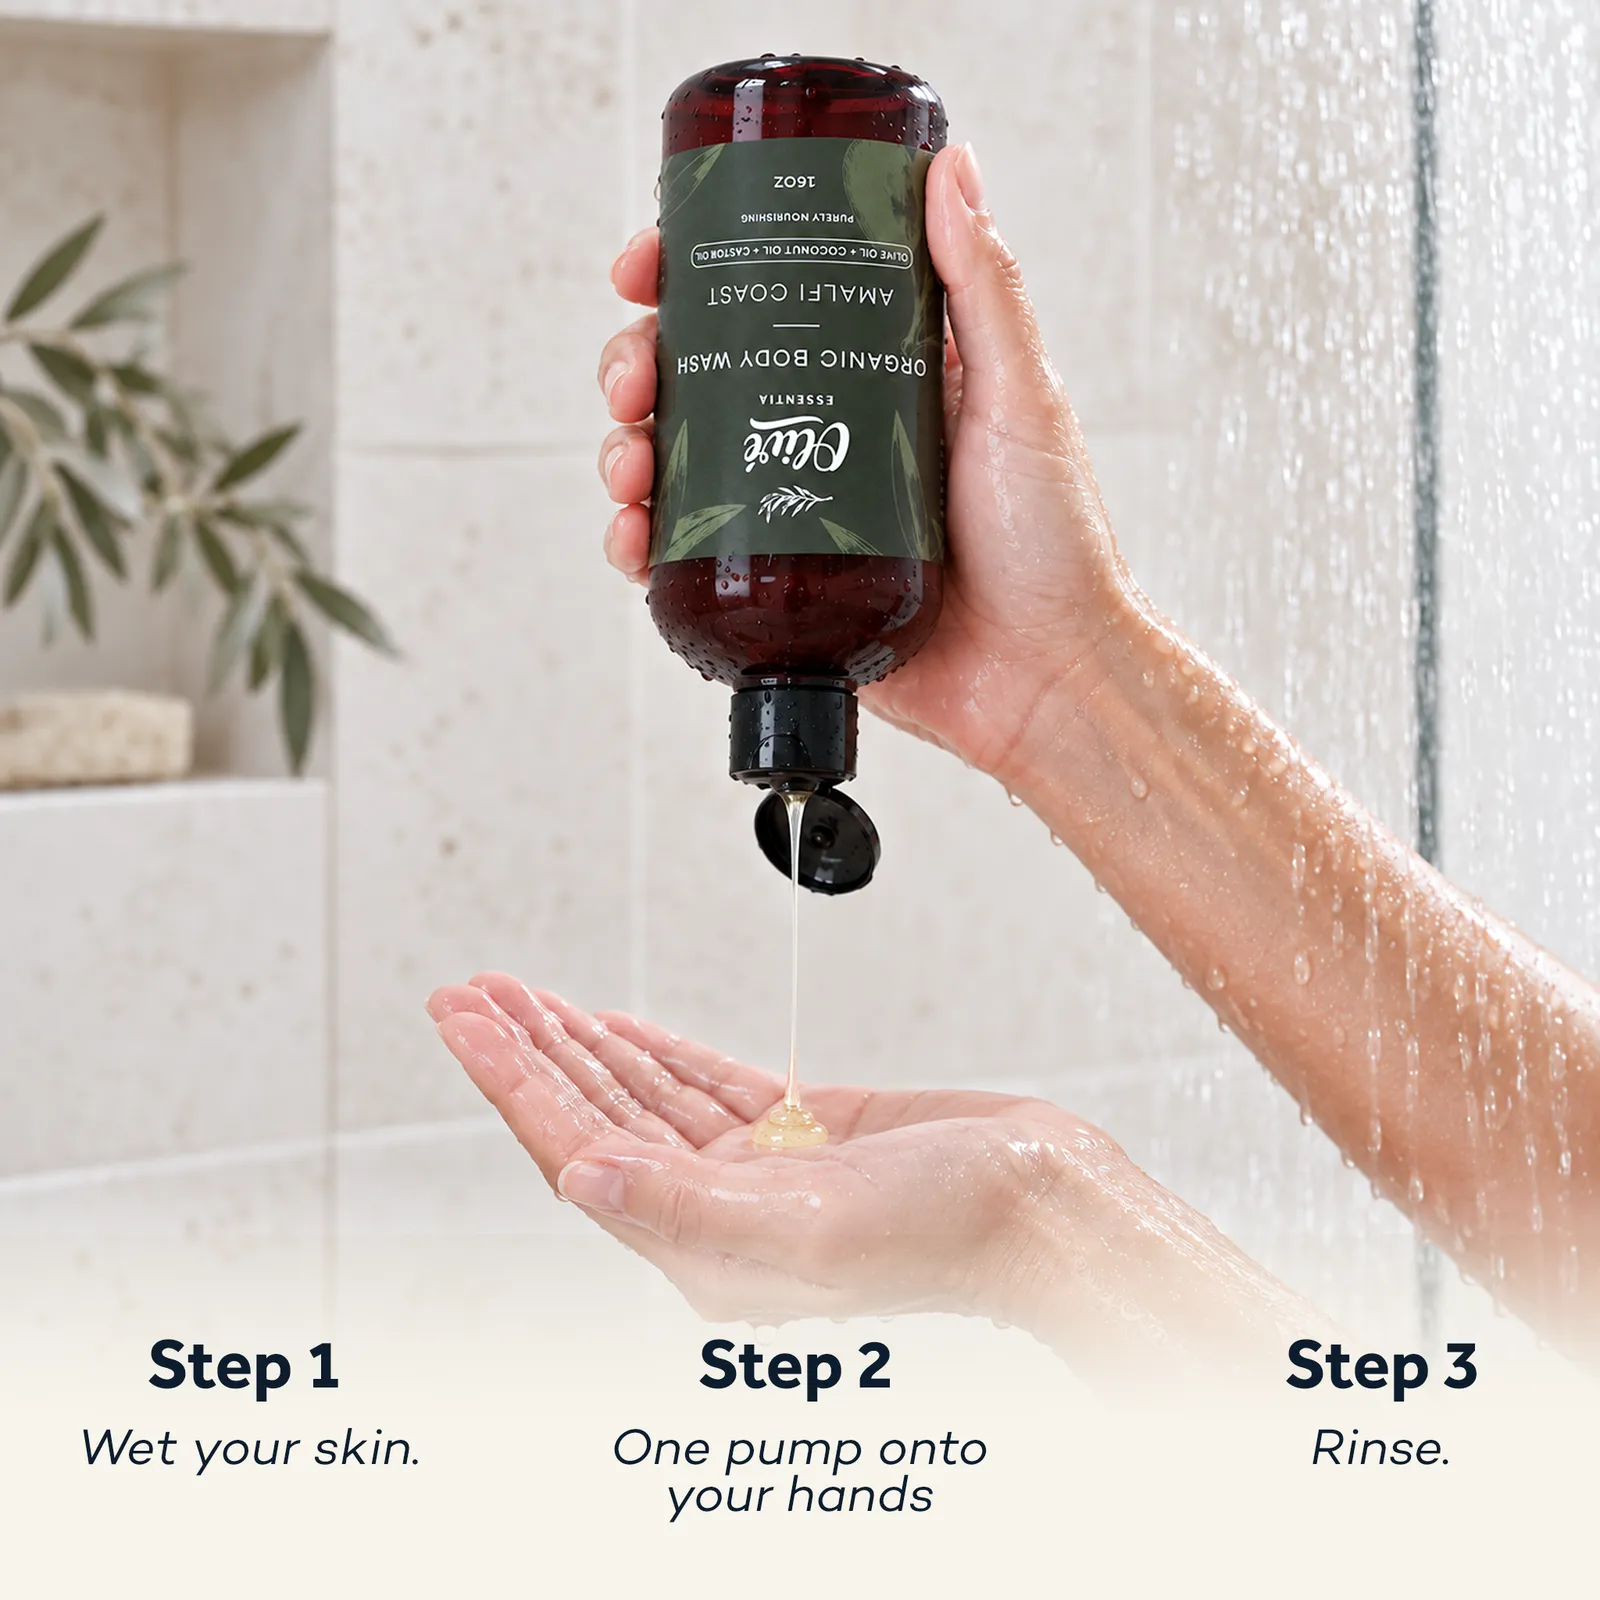 16OZ
PURELY NOURISHING
OLIVE OIL + COCONUT OIL + CASTOR OIL
AMALFI COAST
ORGANIC BODY WASH
ESSENTIA
Olivé
Step 1
Wet your skin.
Step 2
One pump onto
your hands
Step 3
Rinse.